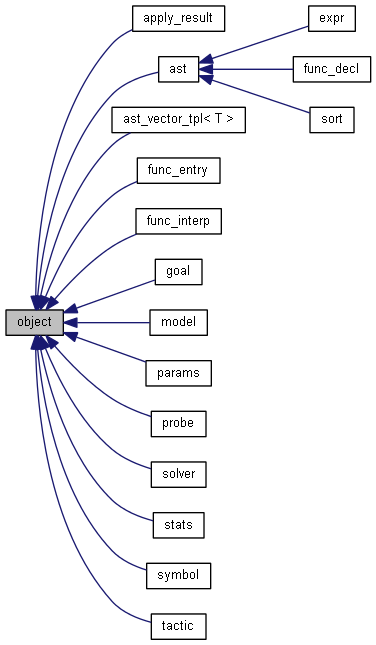 apply_result
expr
ast
func_decl
sort
ast_vector_tpl< T >
func_entry
func_interp
goal
object
model
params
probe
solver
stats
symbol
tactic